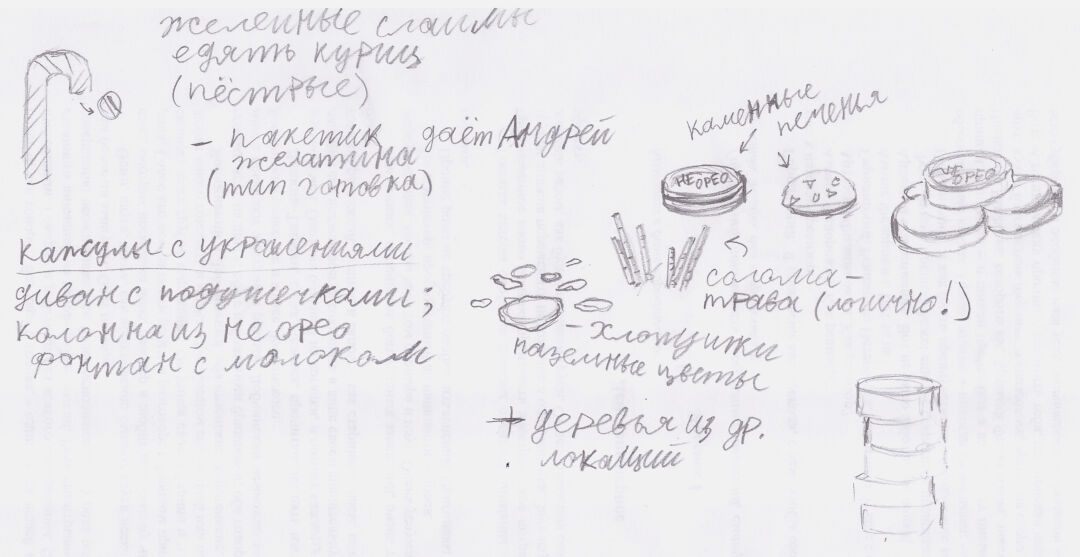 желейные слаймы
едять куриц
(пёстрые)
- пакетик даёт Андрей
желатина
(тип готовка)
каменные
печенья
НЕ ОРЕО
НЕ ОРЕО
капсулы с украшениями
диван с подушечками;
колонна из не орео
фонтан с молоком
солома-
трава (логично!)
- хлопушки
наземные цветы
+ деревья из др.
локаций